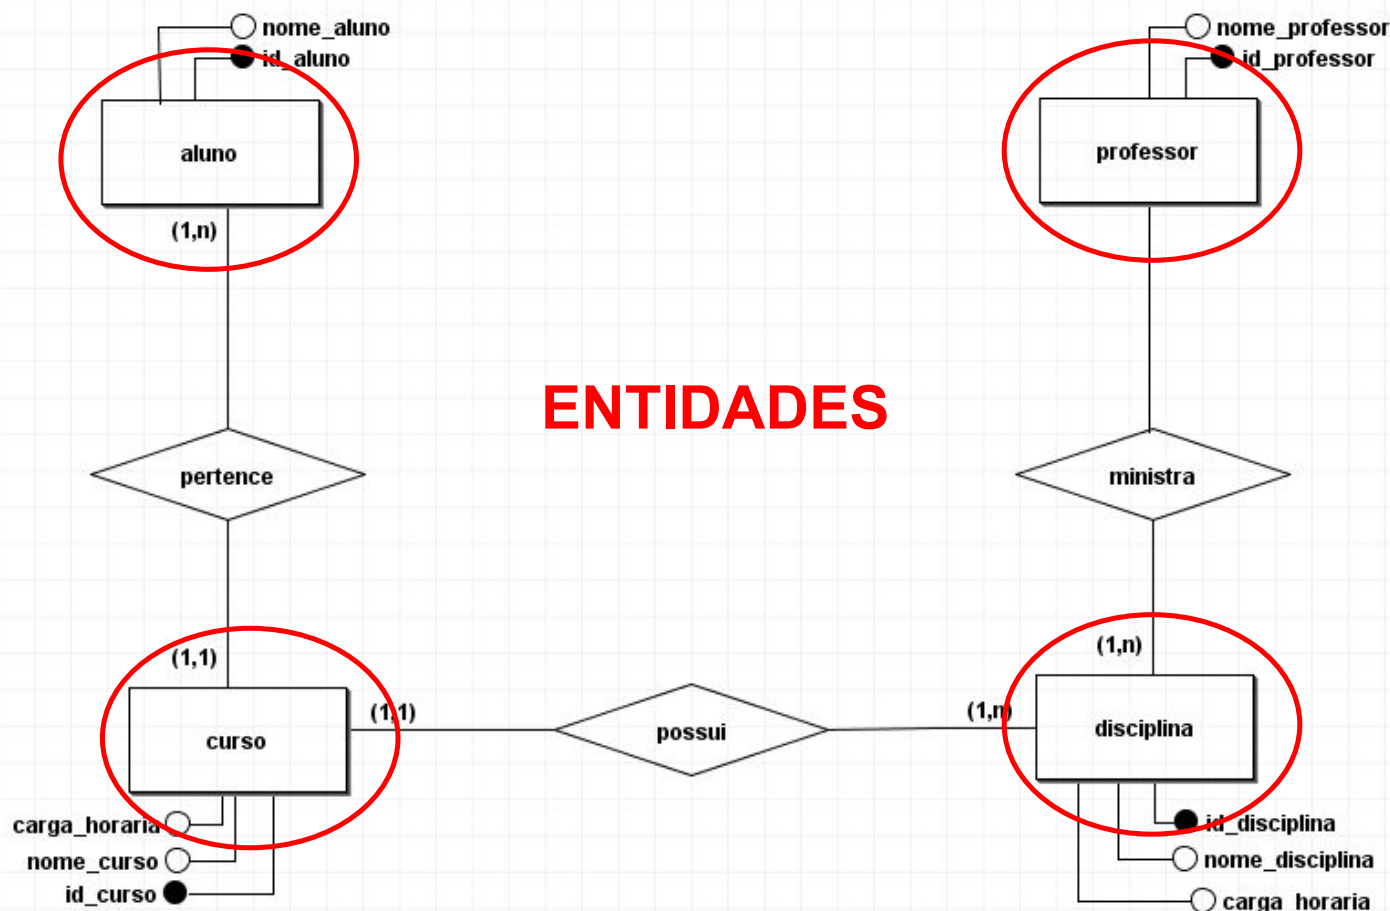 nome_aluno
id_aluno
aluno
(1,n)
nome_professor
id_professor
professor
ENTIDADES
pertence
ministra
(1,1)
curso
(1,1)
possui
(1,n)
(1,n)
disciplina
carga_horaria
nome_curso
id_curso
id_disciplina
nome_disciplina
carga_horaria